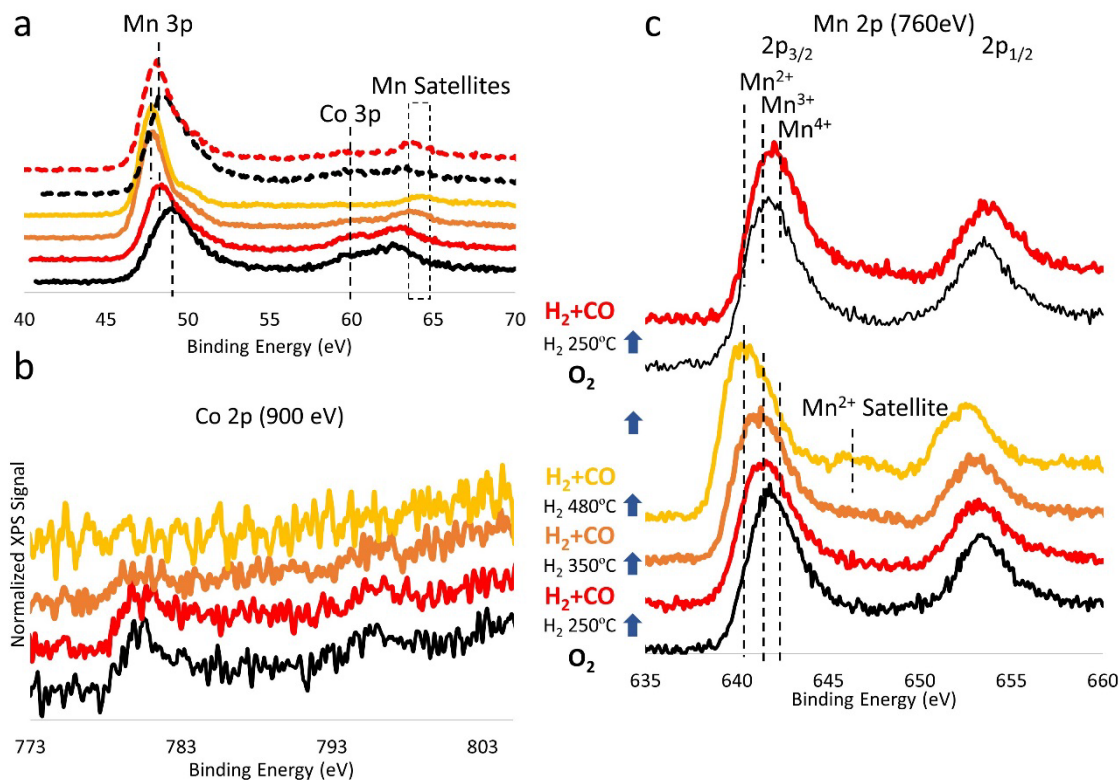 a
Mn 3p
Mn Satellites
Co 3p
40 45 50 55 60 65 70
Binding Energy (eV)
b
Co 2p (900 eV)
Normalized XPS Signal
773 783 793 803
Binding Energy (eV)
c
Mn 2p (760eV)
2p3/2 2p1/2
Mn2+
Mn3+
Mn4+
H2+CO
H2 250ºC
O2
Mn2+ Satellite
H2+CO
H2 480ºC
H2+CO
H2 350ºC
H2+CO
H2 250ºC
O2
635 640 645 650 655 660
Binding Energy (eV)